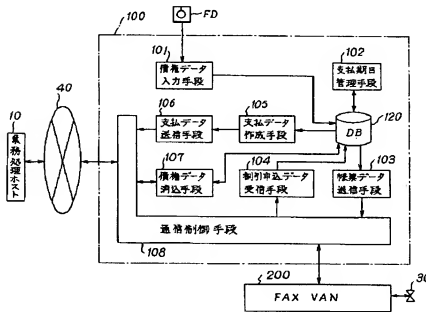 FD
100
101
債権データ
入力手段
102
支払期日
管理手段
40
10
業務処理ホスト
106
支払データ
送信手段
105
支払データ
作成手段
120
DB
107
債権データ
消込手段
104
割引申込データ
受信手段
103
帳票データ
送信手段
通信制御手段
108
200
FAX VAN
30